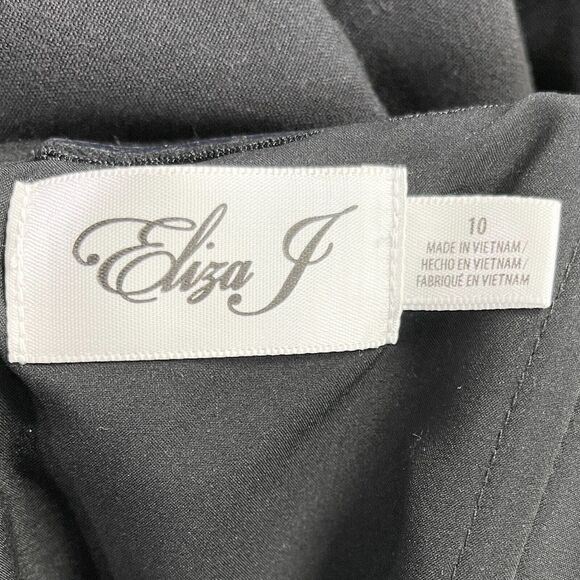 Eliza J
10
MADE IN VIETNAM/
HECHO EN VIETNAM/
FABRIQUÉ EN VIETNAM